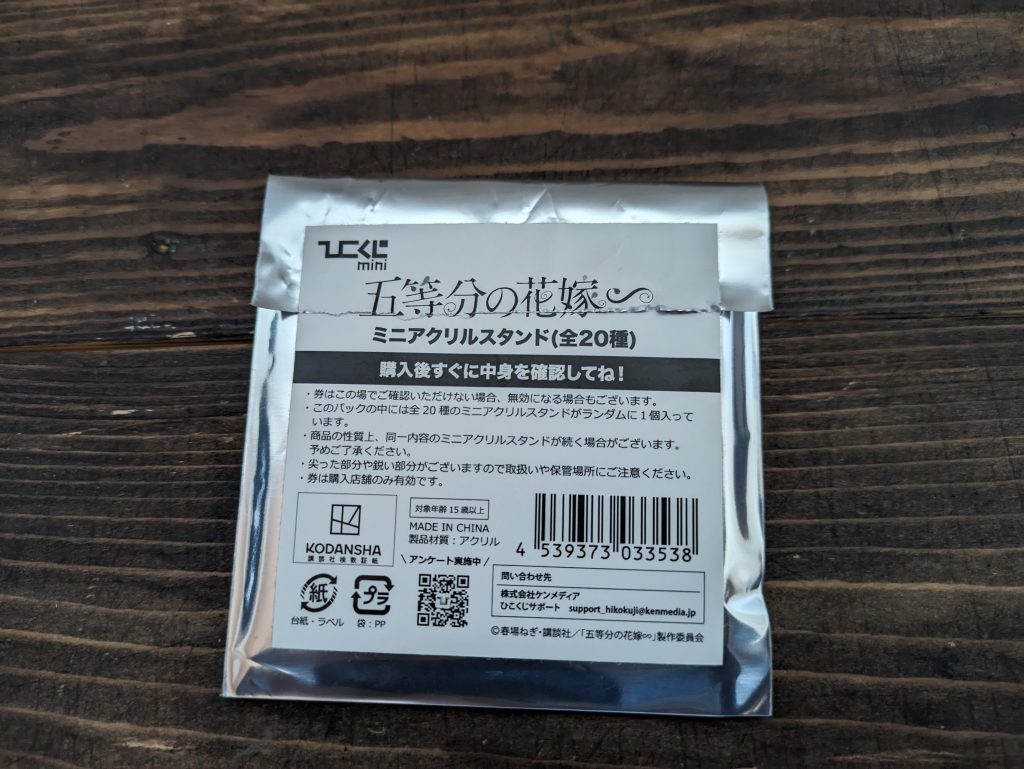 ひこくじ
mini
五等分の花嫁∽
ミニアクリルスタンド(全20種)
購入後すぐに中身を確認してね!
・券はこの場でご確認いただけない場合、無効になる場合もございます。
・このパックの中には全20種のミニアクリルスタンドがランダムに1個入って
います。
・商品の性質上、同一内容のミニアクリルスタンドが続く場合がございます。
予めご了承ください。
・尖った部分や鋭い部分がございますので取扱いや保管場所にご注意ください。
・券は購入店舗のみ有効です。
KODANSHA
講談社検数証紙
対象年齢15歳以上
MADE IN CHINA
製品材質：アクリル
\ アンケート実施中 /
4 539373 033538
紙
台紙・ラベル
プラ
袋：PP
問い合わせ先
株式会社ケンメディア
ひこくじサポート support_hikokuji@kenmedia.jp
©春場ねぎ・講談社／「五等分の花嫁∽」製作委員会